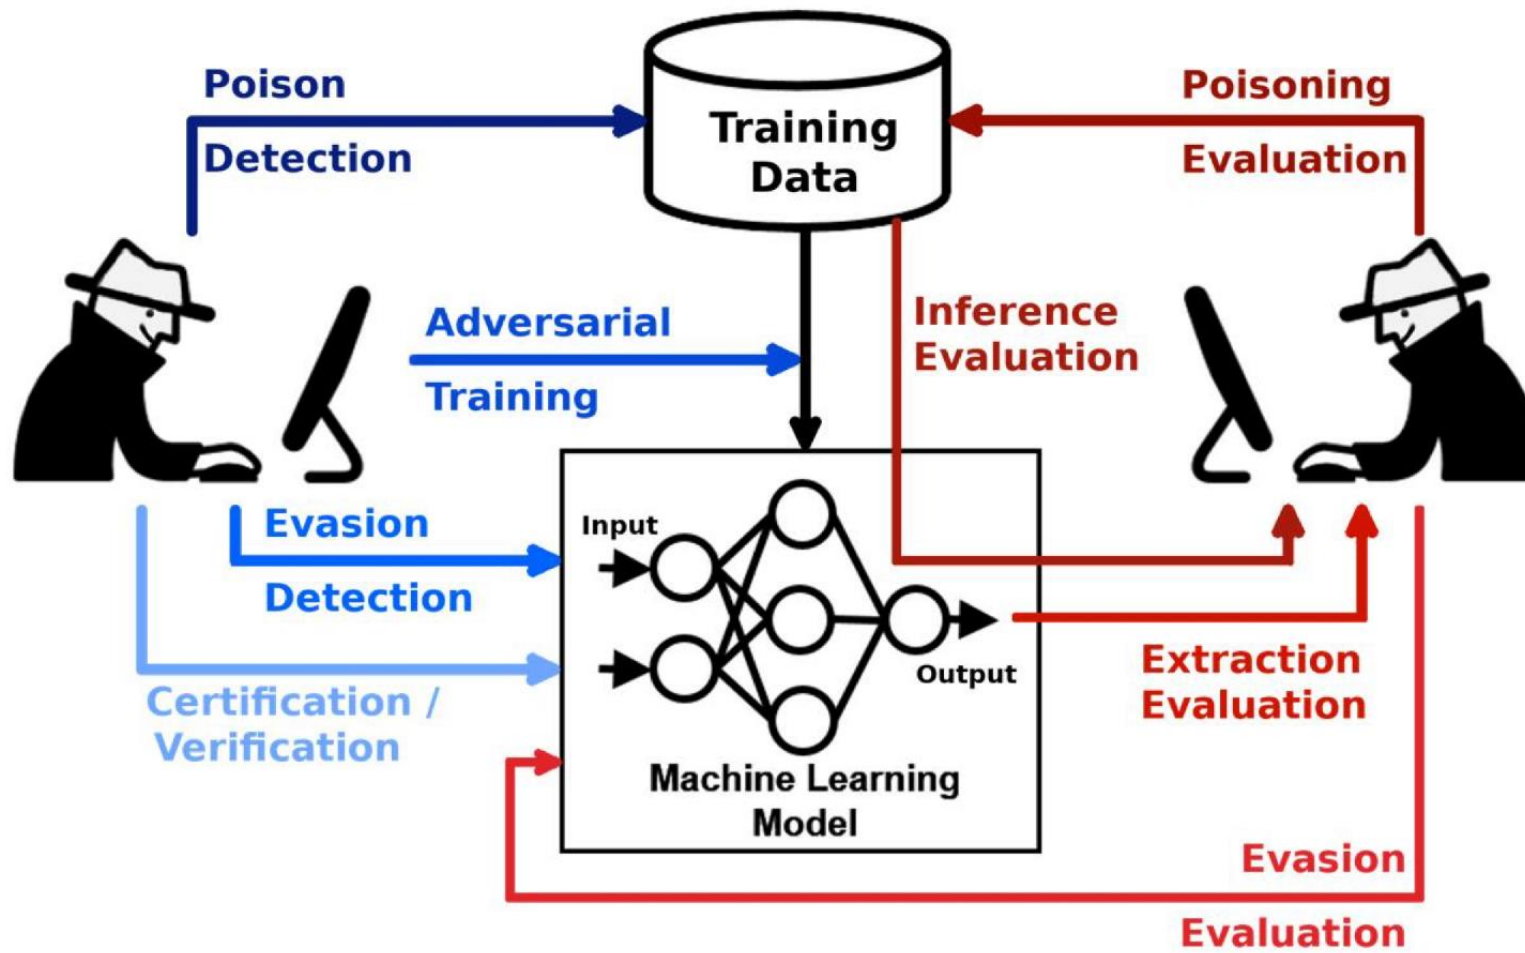 Poison
Detection
Training
Data
Poisoning
Evaluation
Adversarial
Training
Inference
Evaluation
Evasion
Detection
Certification /
Verification
Input
Output
Machine Learning
Model
Extraction
Evaluation
Evasion
Evaluation